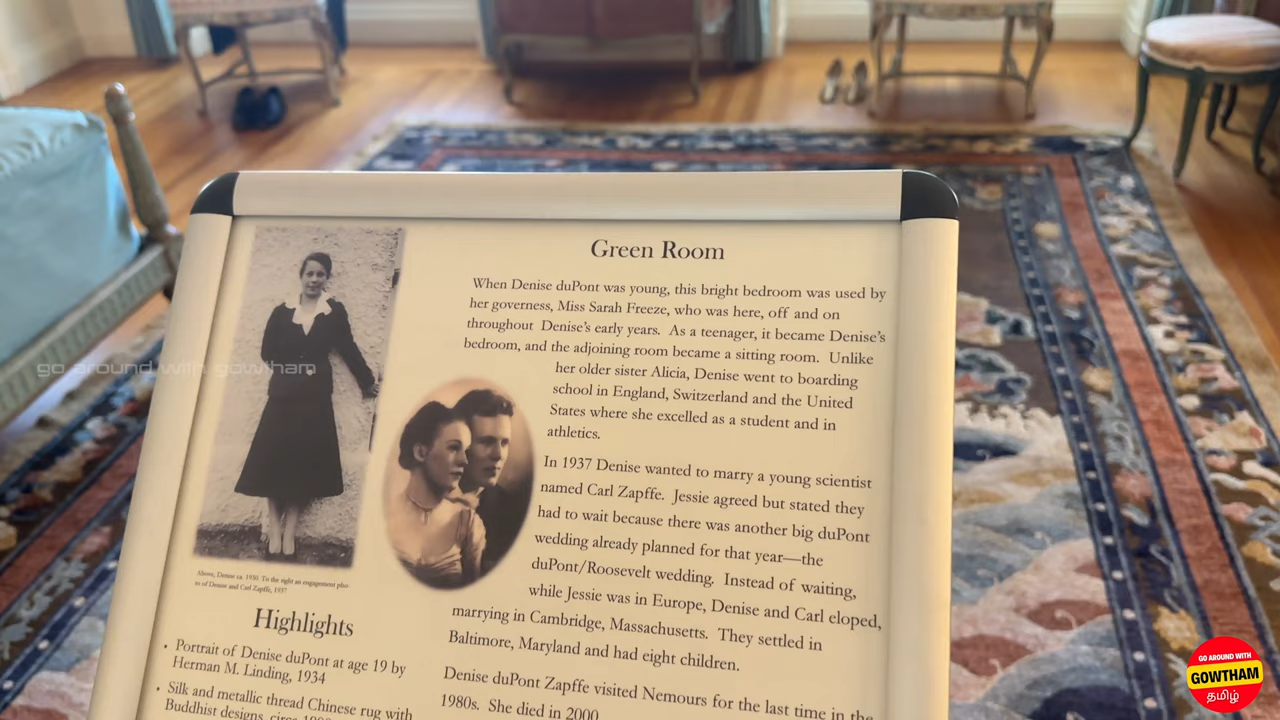 Green Room
When Denise duPont was young, this bright bedroom was used by
her governess, Miss Sarah Freeze, who was here, off and on
throughout Denise's early years. As a teenager, it became Denise's
bedroom, and the adjoining room became a sitting room. Unlike
her older sister Alicia, Denise went to boarding
school in England, Switzerland and the United
States where she excelled as a student and in
athletics.
In 1937 Denise wanted to marry a young scientist
named Carl Zapffe. Jessie agreed but stated they
had to wait because there was another big duPont
wedding already planned for that year—the
duPont/Roosevelt wedding. Instead of waiting,
while Jessie was in Europe, Denise and Carl eloped,
marrying in Cambridge, Massachusetts. They settled in
Baltimore, Maryland and had eight children.
Denise duPont Zapffe visited Nemours for the last time in the
1980s. She died in 2000
Above, Denise ca. 1930. To the right an engagement pho-
to of Denise and Carl Zapffe, 1937
Highlights
• Portrait of Denise duPont at age 19 by
Herman M. Linding, 1934
• Silk and metallic thread Chinese rug with
Buddhist designs, circa
go around with gowtham
GO AROUND WITH
GOWTHAM
தமிழ்